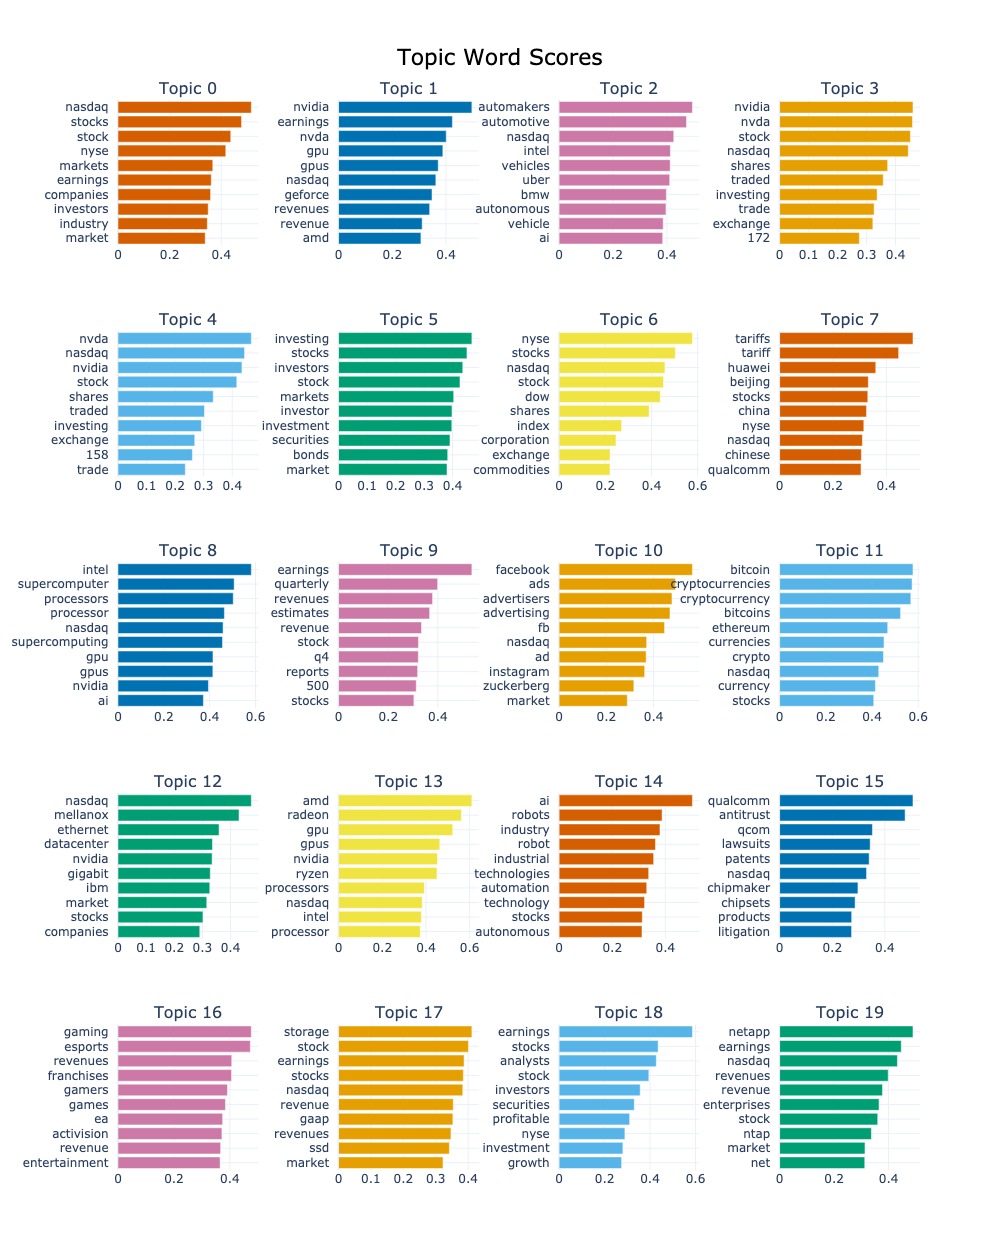 Topic Word Scores
Topic 0
nasdaq
stocks
stock
nyse
markets
earnings
companies
investors
industry
market
0 0.2 0.4
Topic 1
nvidia
earnings
nvda
gpu
gpus
nasdaq
geforce
revenues
revenue
amd
0 0.2 0.4
Topic 2
automakers
automotive
nasdaq
intel
vehicles
uber
bmw
autonomous
vehicle
ai
0 0.2 0.4
Topic 3
nvidia
nvda
stock
nasdaq
shares
traded
investing
trade
exchange
172
0 0.1 0.2 0.3 0.4
Topic 4
nvda
nasdaq
nvidia
stock
shares
traded
investing
exchange
158
trade
0 0.1 0.2 0.3 0.4
Topic 5
investing
stocks
investors
stock
markets
investor
investment
securities
bonds
market
0 0.1 0.2 0.3 0.4
Topic 6
nyse
stocks
nasdaq
stock
dow
shares
index
corporation
exchange
commodities
0 0.2 0.4 0.6
Topic 7
tariffs
tariff
huawei
beijing
stocks
china
nyse
nasdaq
chinese
qualcomm
0 0.2 0.4
Topic 8
intel
supercomputer
processors
processor
nasdaq
supercomputing
gpu
gpus
nvidia
ai
0 0.2 0.4 0.6
Topic 9
earnings
quarterly
revenues
estimates
revenue
stock
q4
reports
500
stocks
0 0.2 0.4
Topic 10
facebook
ads
advertisers
advertising
fb
nasdaq
ad
instagram
zuckerberg
market
0 0.2 0.4
Topic 11
bitcoin
cryptocurrencies
cryptocurrency
bitcoins
ethereum
currencies
crypto
nasdaq
currency
stocks
0 0.2 0.4 0.6
Topic 12
nasdaq
mellanox
ethernet
datacenter
nvidia
gigabit
ibm
market
stocks
companies
0 0.1 0.2 0.3 0.4
Topic 13
amd
radeon
gpu
gpus
nvidia
ryzen
processors
nasdaq
intel
processor
0 0.2 0.4 0.6
Topic 14
ai
robots
industry
robot
industrial
technologies
automation
technology
stocks
autonomous
0 0.2 0.4
Topic 15
qualcomm
antitrust
qcom
lawsuits
patents
nasdaq
chipmaker
chipsets
products
litigation
0 0.2 0.4
Topic 16
gaming
esports
revenues
franchises
gamers
games
ea
activision
revenue
entertainment
0 0.2 0.4
Topic 17
storage
stock
earnings
stocks
nasdaq
revenue
gaap
revenues
ssd
market
0 0.1 0.2 0.3 0.4
Topic 18
earnings
stocks
analysts
stock
investors
securities
profitable
nyse
investment
growth
0 0.2 0.4 0.6
Topic 19
netapp
earnings
nasdaq
revenues
revenue
enterprises
stock
ntap
market
net
0 0.2 0.4